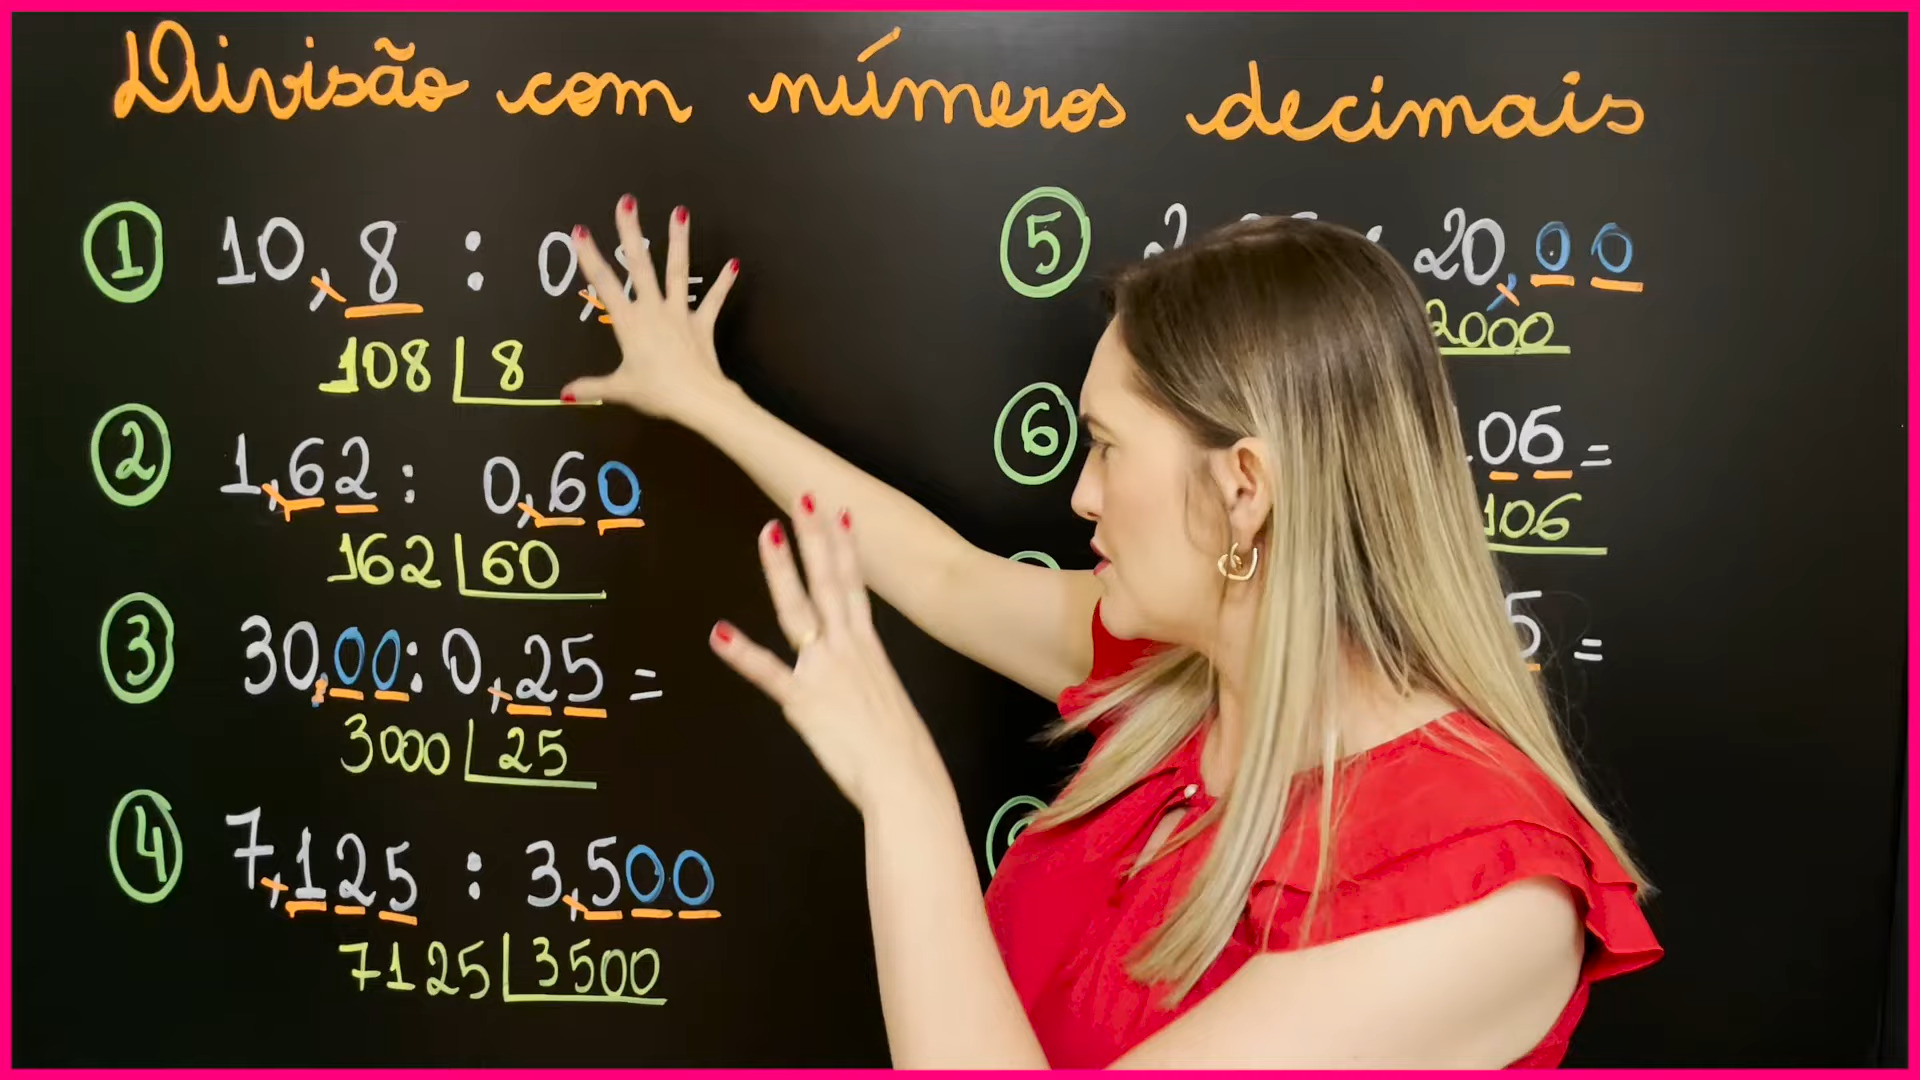 Divisão com números decimais
1 10,8 : 0,8 =
108 8
2 1,62 : 0,60
162 60
3 30,00 : 0,25 =
3000 25
4 7,125 : 3,500
7125 3500
5 20,00
2000
6 06 =
106
5 =